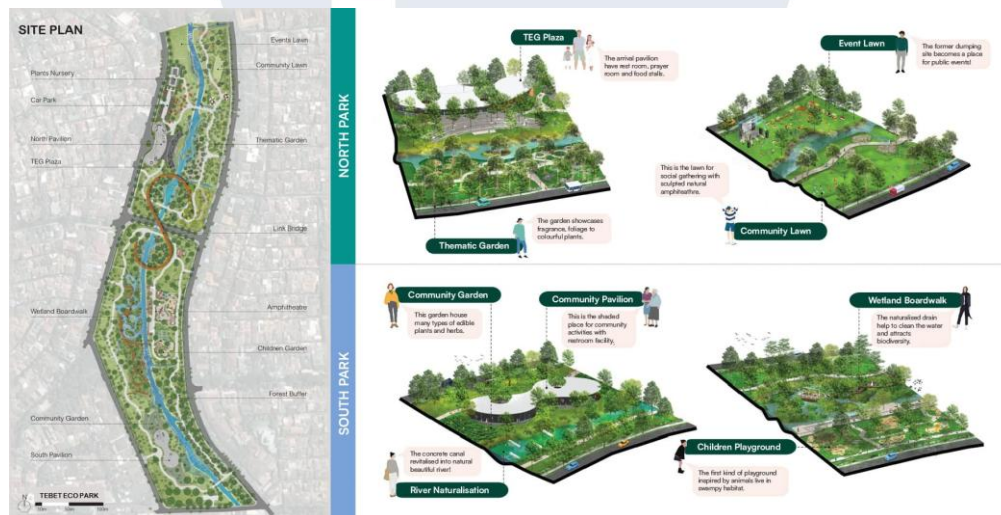 SITE PLAN
Events Lawn
Community Lawn
Plants Nursery
Car Park
North Pavilion
Thematic Garden
TEG Plaza
Link Bridge
Wetland Boardwalk
Amphitheatre
Children Garden
Forest Buffer
Community Garden
South Pavilion
N
TEBET ECO PARK
NORTH PARK
SOUTH PARK
TEG Plaza
The arrival pavilion
have rest room, prayer
room and food stalls.
Event Lawn
The former dumping
site becomes a place
for public events!
Thematic Garden
The garden showcases
fragrance, foliage to
colourful plants.
This is the lawn for
social gathering with
sculpted natural
amphitheatre.
Community Lawn
Community Garden
This garden house
many types of edible
plants and herbs.
Community Pavilion
This is the shaded
place for community
activities with
restroom facility.
Wetland Boardwalk
The naturalised drain
help to clean the water
and attracts
biodiversity.
The concrete canal
revitalised into natural
beautiful river!
River Naturalisation
Children Playground
The first kind of playground
inspired by animals live in
swampy habitat.